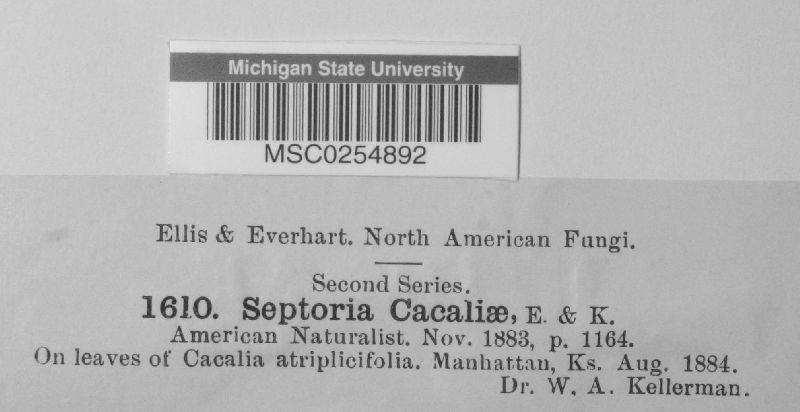 Michigan State University
MSC0254892
Ellis & Everhart. North American Fungi.
Second Series.
1610. Septoria Cacaliæ, E. & K.
American Naturalist. Nov. 1883, p. 1164.
On leaves of Cacalia atriplicifolia. Manhattan, Ks. Aug. 1884.
Dr. W. A. Kellerman.